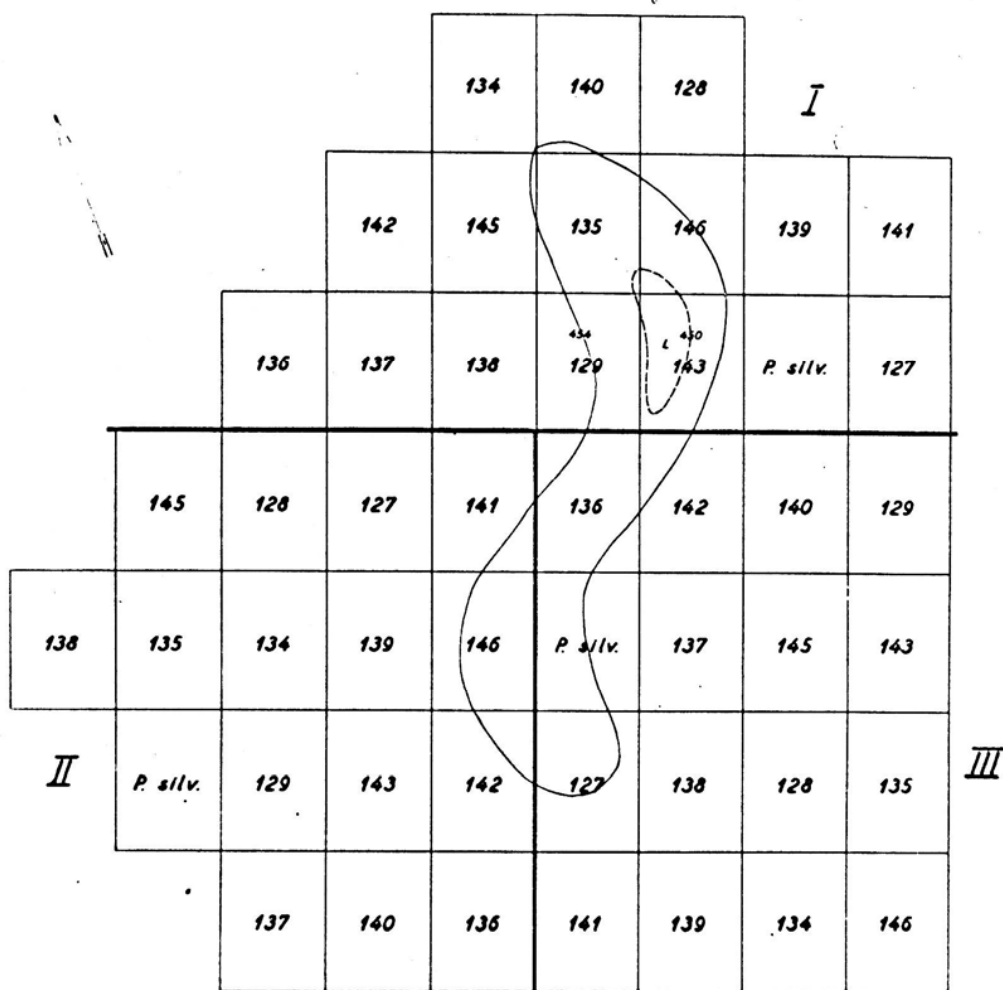 134 140 128 I
142 145 135 146 139 141
454 L 450
136 137 138 129 143 P. silv. 127
145 128 127 141 136 142 140 129
138 135 134 139 146 P. silv. 137 145 143
II P. silv. 129 143 142 127 138 128 135 III
137 140 136 141 139 134 146